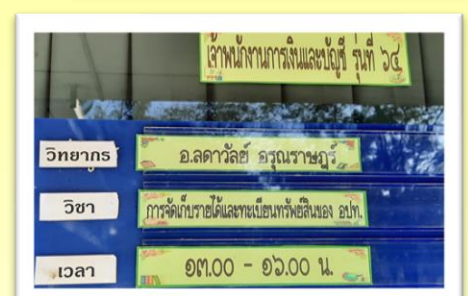 เจ้าพนักงานการเงินและบัญชี รุ่นที่ ๖๔
วิทยากร อ.ลดาวัลย์ อรุณราษฎร์
วิชา การจัดเก็บรายได้และทะเบียนทรัพย์สินของ อปท.
เวลา ๑๓.00 - ๑๖.00 น.